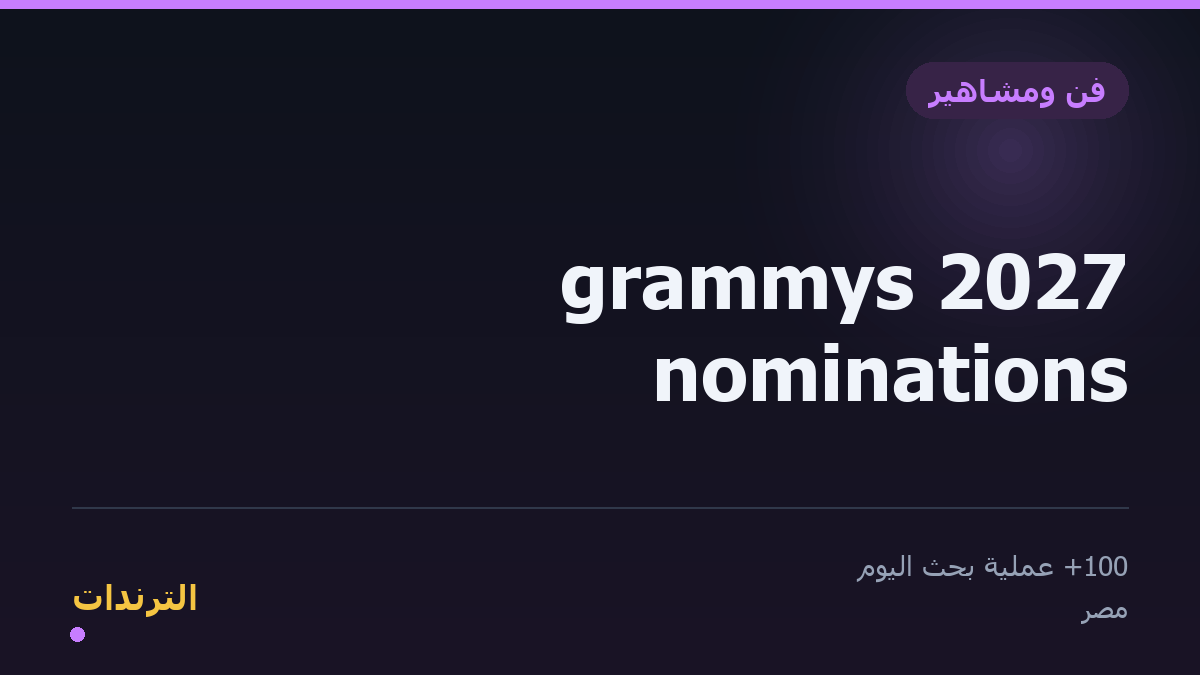 فن ومشاهير
grammys 2027
nominations
100+ عملية بحث اليوم
مصر
الترندات